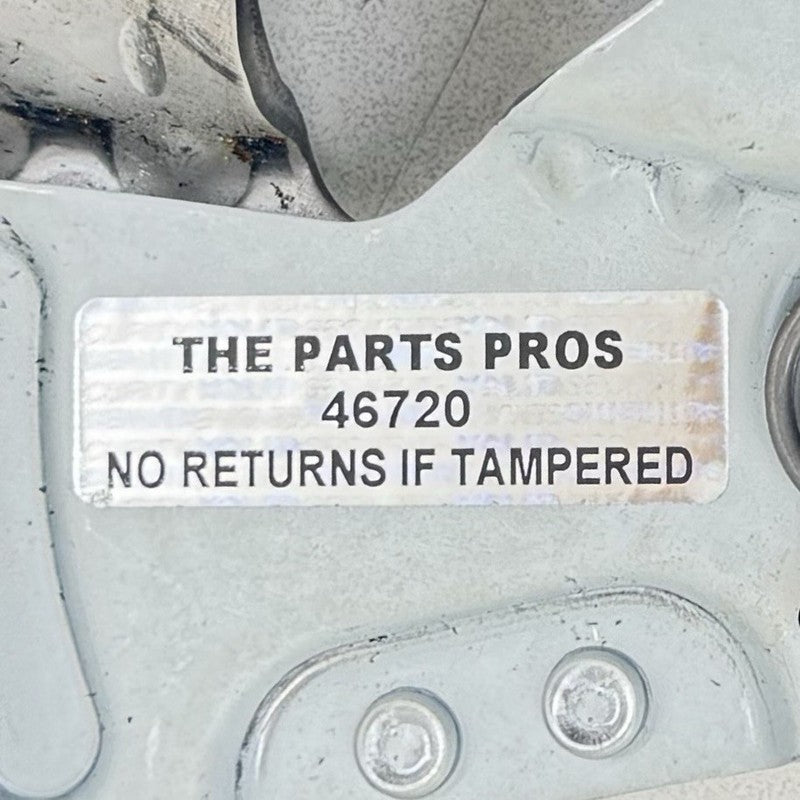 THE PARTS PROS
46720
NO RETURNS IF TAMPERED